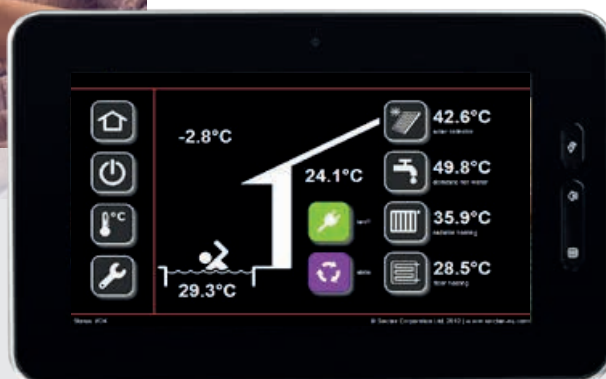 °C
-2.8°C
24.1°C
29.3°C
42.6°C
solar collector
49.8°C
domestic hot water
35.9°C
radiator heating
28.5°C
floor heating